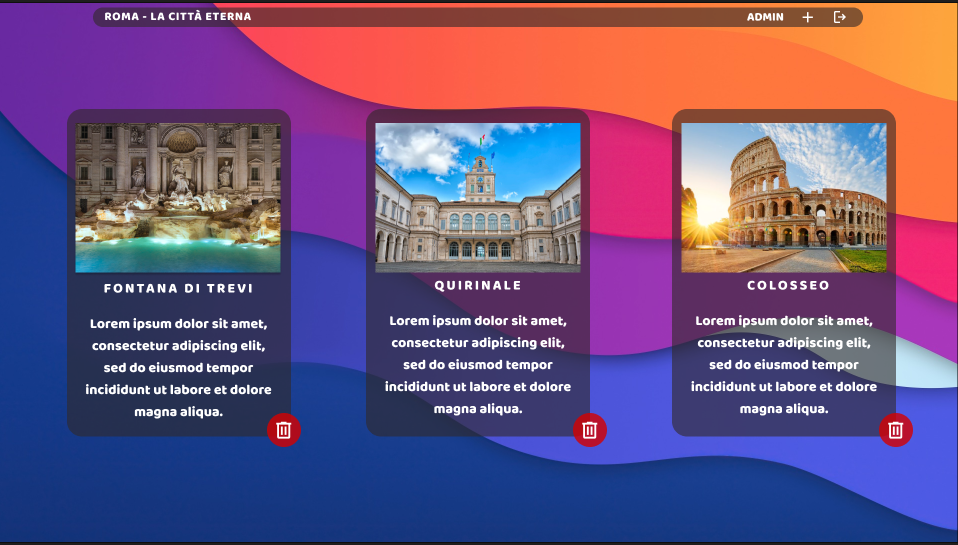 ROMA - LA CITTÀ ETERNA
ADMIN
FONTANA DI TREVI
Lorem ipsum dolor sit amet,
consectetur adipiscing elit,
sed do eiusmod tempor
incididunt ut labore et dolore
magna aliqua.
QUIRINALE
Lorem ipsum dolor sit amet,
consectetur adipiscing elit,
sed do eiusmod tempor
incididunt ut labore et dolore
magna aliqua.
COLOSSEO
Lorem ipsum dolor sit amet,
consectetur adipiscing elit,
sed do eiusmod tempor
incididunt ut labore et dolore
magna aliqua.